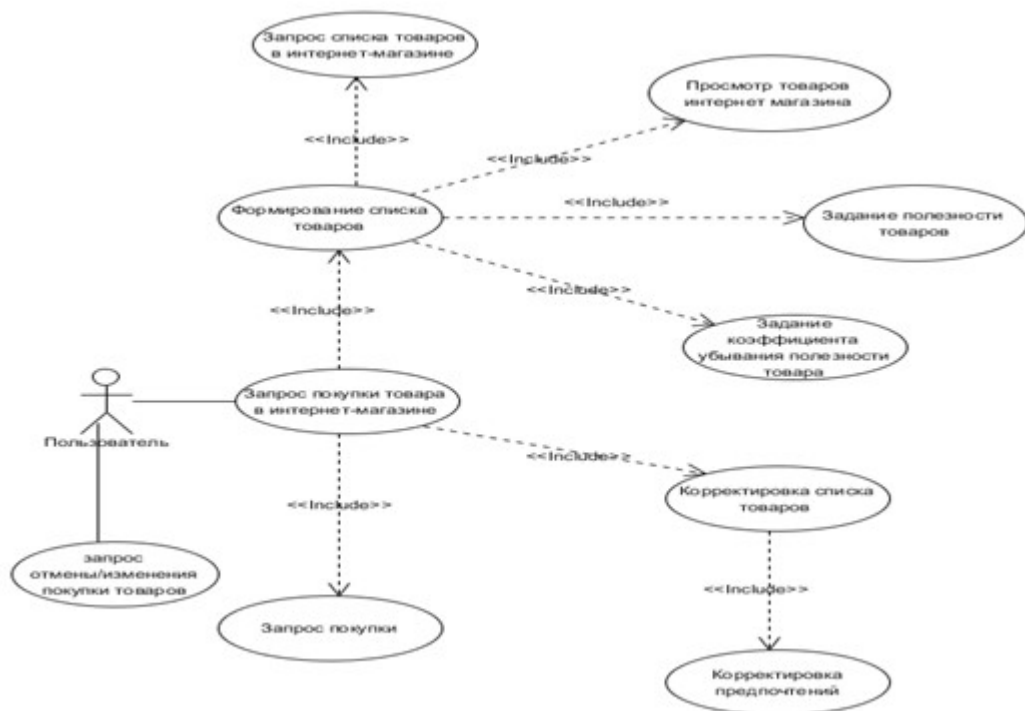 Запрос списка товаров
в интернет-магазине
Просмотр товаров
интернет магазина
<<Include>>
<<Include>>
Формирование списка
товаров
<<Include>>
Задание полезности
товаров
<<Include>>
<<Include>>
Задание
коэффициента
убывания полезности
товара
Запрос покупки товара
в интернет-магазине
Пользователь
<<Include>>
Корректировка списка
товаров
<<Include>>
запрос
отмены/изменения
покупки товаров
<<Include>>
Запрос покупки
Корректировка
предпочтений